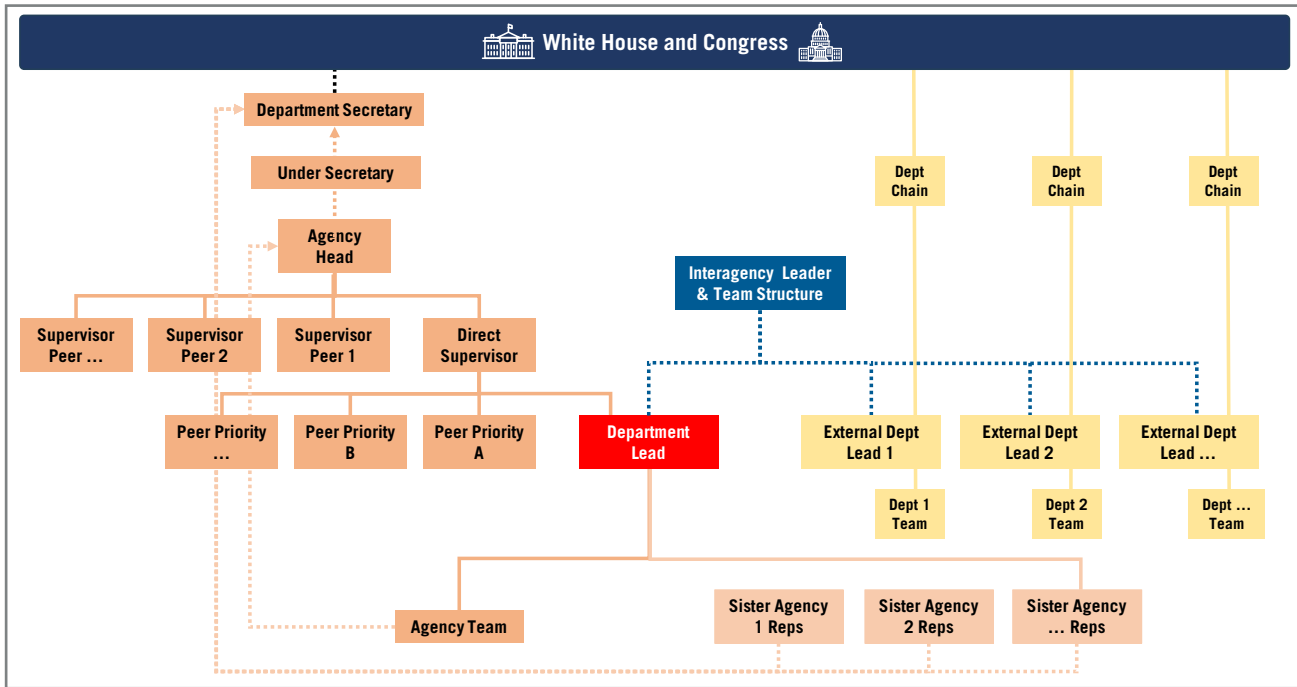 White House and Congress
Department Secretary
Under Secretary
Dept
Chain
Dept
Chain
Dept
Chain
Agency
Head
Interagency Leader
& Team Structure
Supervisor
Peer ...
Supervisor
Peer 2
Supervisor
Peer 1
Direct
Supervisor
Peer Priority
...
Peer Priority
B
Peer Priority
A
Department
Lead
External Dept
Lead 1
External Dept
Lead 2
External Dept
Lead ...
Dept 1
Team
Dept 2
Team
Dept ...
Team
Agency Team
Sister Agency
1 Reps
Sister Agency
2 Reps
Sister Agency
... Reps